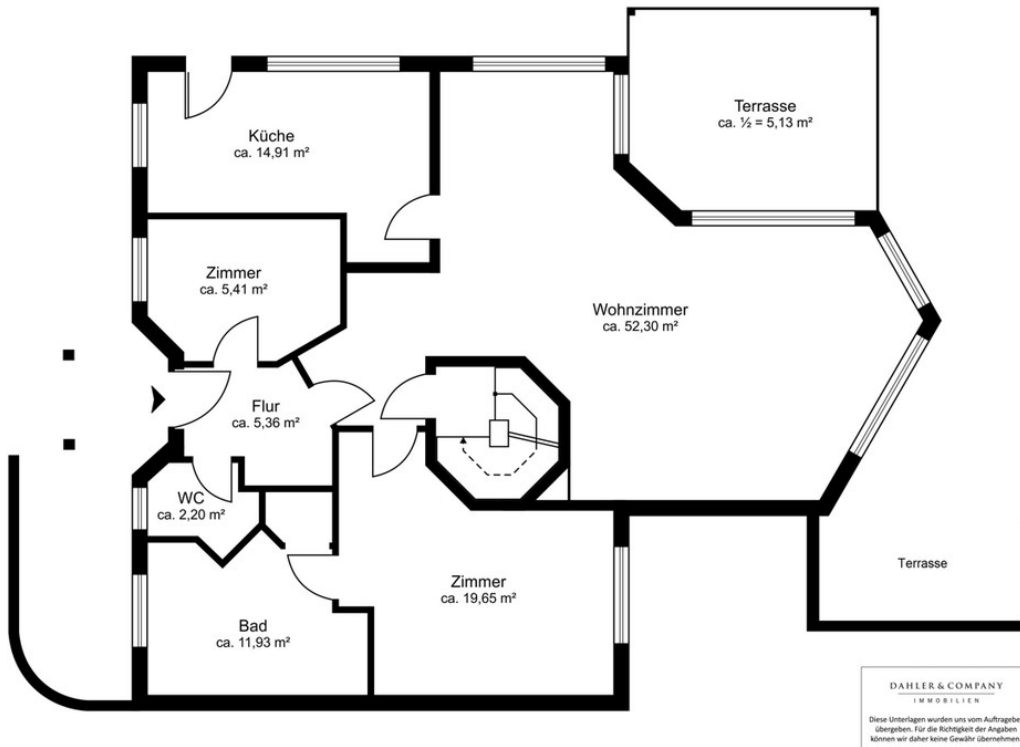 Terrasse
ca. ½ = 5,13 m²
Küche
ca. 14,91 m²
Zimmer
ca. 5,41 m²
Wohnzimmer
ca. 52,30 m²
Flur
ca. 5,36 m²
WC
ca. 2,20 m²
Zimmer
ca. 19,65 m²
Bad
ca. 11,93 m²
Terrasse
DAHLER & COMPANY
IMMOBILIEN
Diese Unterlagen wurden uns vom Auftragebe
übergeben. Für die Richtigkeit der Angaben
können wir daher keine Gewähr übernehmen